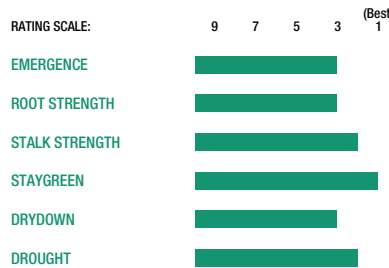 (Best
RATING SCALE: 9 7 5 3 1
EMERGENCE
ROOT STRENGTH
STALK STRENGTH
STAYGREEN
DRYDOWN
DROUGHT